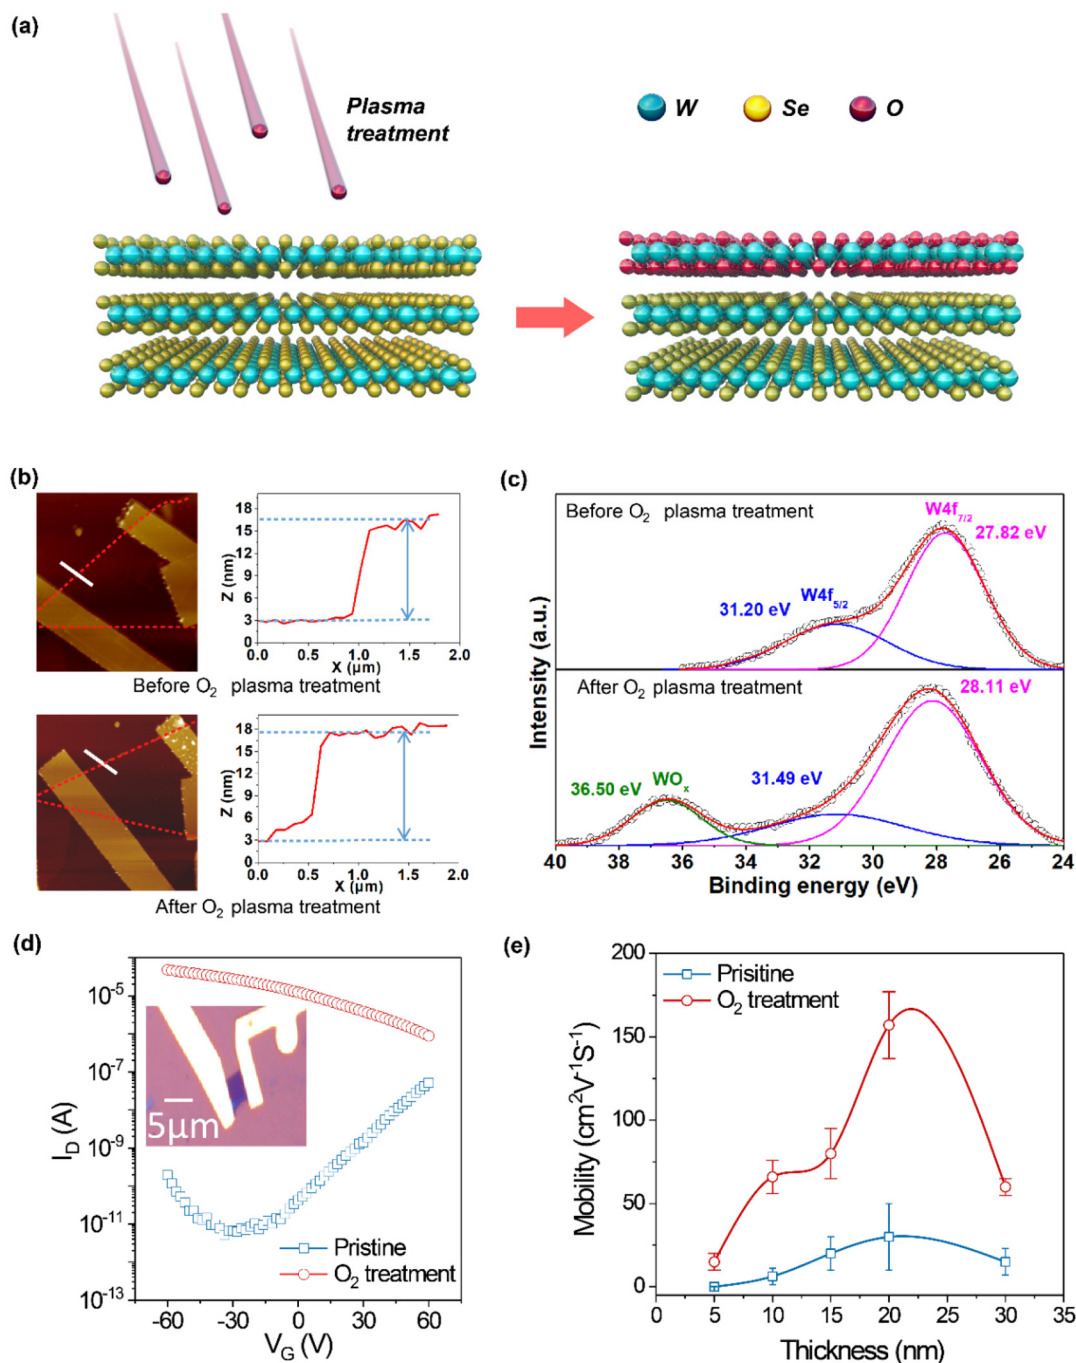 (a)
Plasma
treatment
W Se O
(b)
18
15
12
9
6
3
0
Z (nm)
0.0 0.5 1.0 1.5 2.0
X (μm)
Before O₂ plasma treatment
18
15
12
9
6
3
0
Z (nm)
0.0 0.5 1.0 1.5 2.0
X (μm)
After O₂ plasma treatment
(c)
Before O₂ plasma treatment
W4f₇/₂
27.82 eV
W4f₅/₂
31.20 eV
After O₂ plasma treatment
28.11 eV
36.50 eV
WOₓ
31.49 eV
Intensity (a.u.)
40 38 36 34 32 30 28 26 24
Binding energy (eV)
(d)
10⁻⁵
10⁻⁷
10⁻⁹
10⁻¹¹
10⁻¹³
I_D (A)
5μm
Pristine
O₂ treatment
-60 -30 0 30 60
V_G (V)
(e)
200
150
100
50
0
Mobility (cm²V⁻¹S⁻¹)
Prisitine
O₂ treatment
0 5 10 15 20 25 30 35
Thickness (nm)